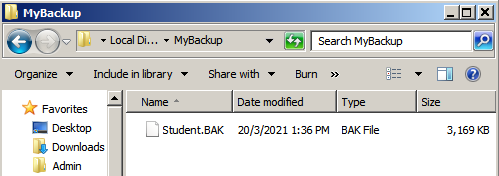 MyBackup
Local Di... MyBackup Search MyBackup
Organize Include in library Share with Burn »
Favorites
Desktop
Downloads
Admin
Name Date modified Type Size
Student.BAK 20/3/2021 1:36 PM BAK File 3,169 KB